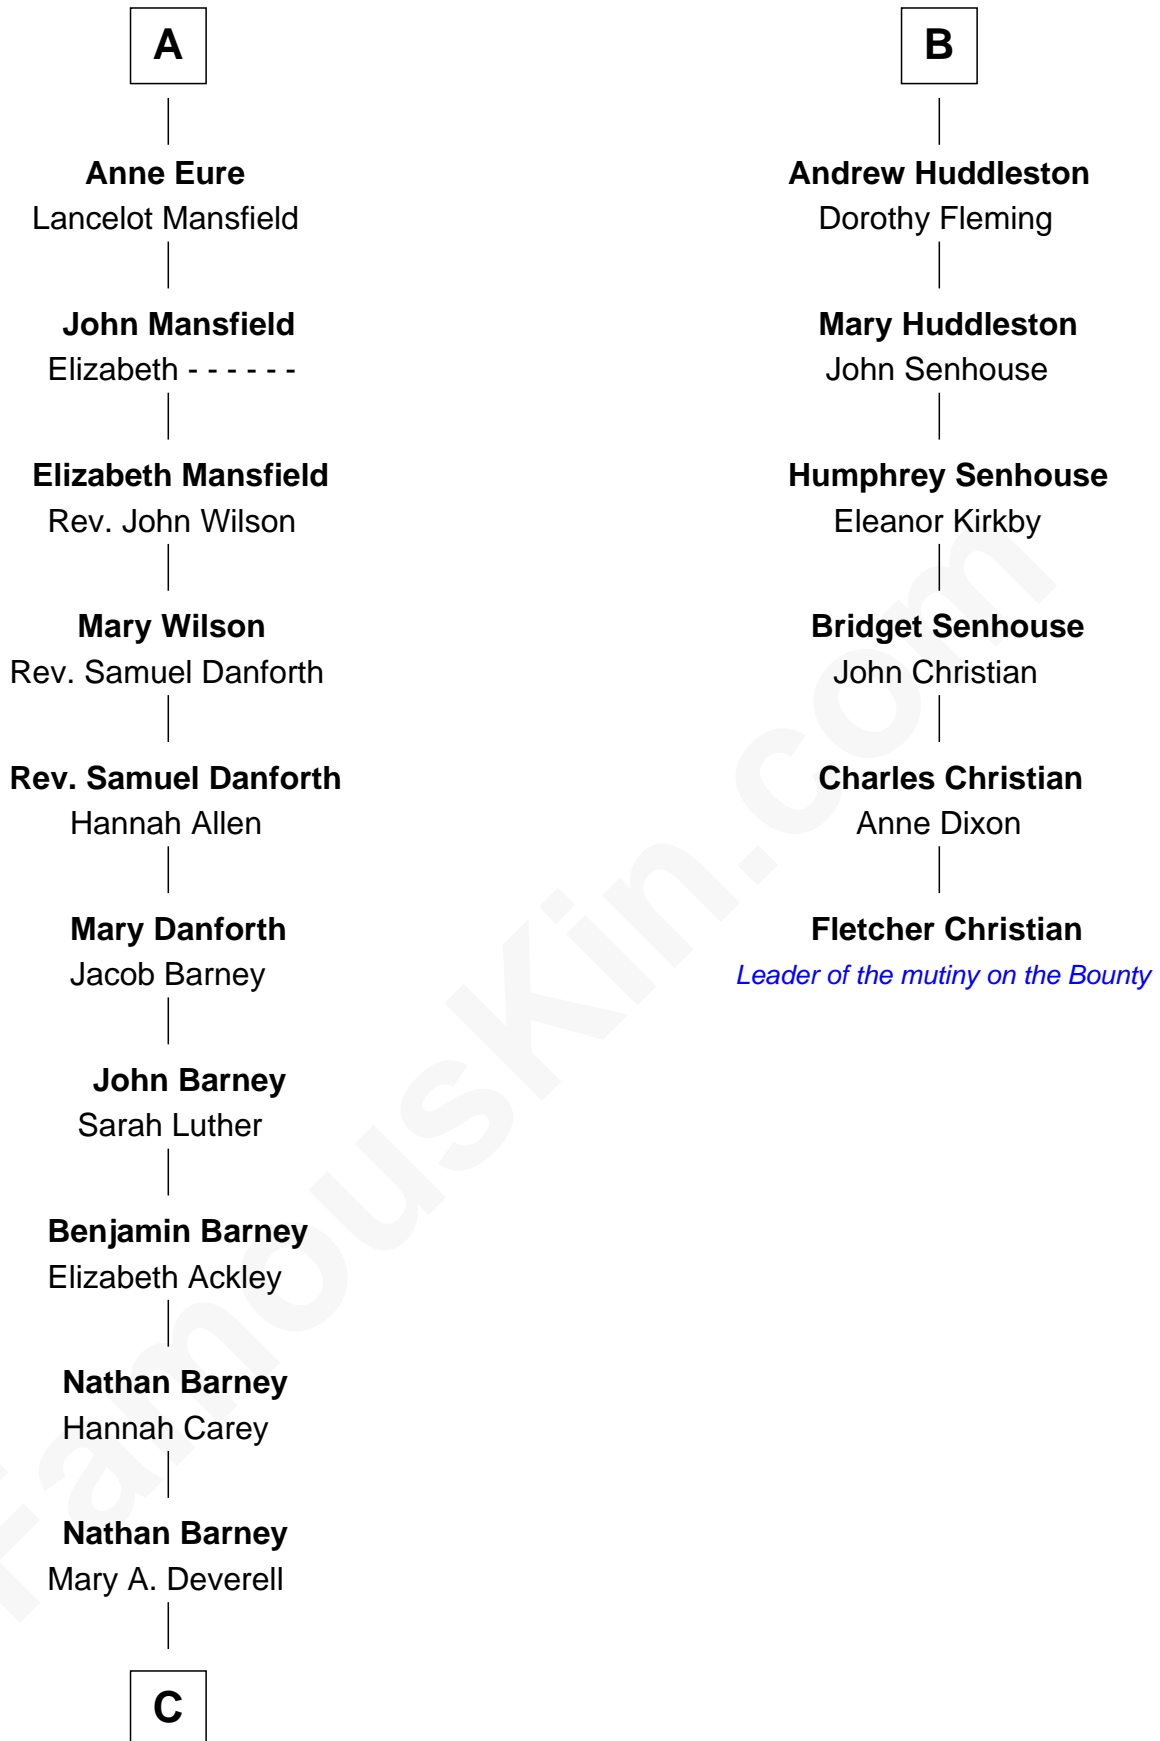 A
Anne Eure
Lancelot Mansfield
John Mansfield
Elizabeth - - - - - -
Elizabeth Mansfield
Rev. John Wilson
Mary Wilson
Rev. Samuel Danforth
Rev. Samuel Danforth
Hannah Allen
Mary Danforth
Jacob Barney
John Barney
Sarah Luther
Benjamin Barney
Elizabeth Ackley
Nathan Barney
Hannah Carey
Nathan Barney
Mary A. Deverell
C
B
Andrew Huddleston
Dorothy Fleming
Mary Huddleston
John Senhouse
Humphrey Senhouse
Eleanor Kirkby
Bridget Senhouse
John Christian
Charles Christian
Anne Dixon
Fletcher Christian
Leader of the mutiny on the Bounty
FamousKin.com